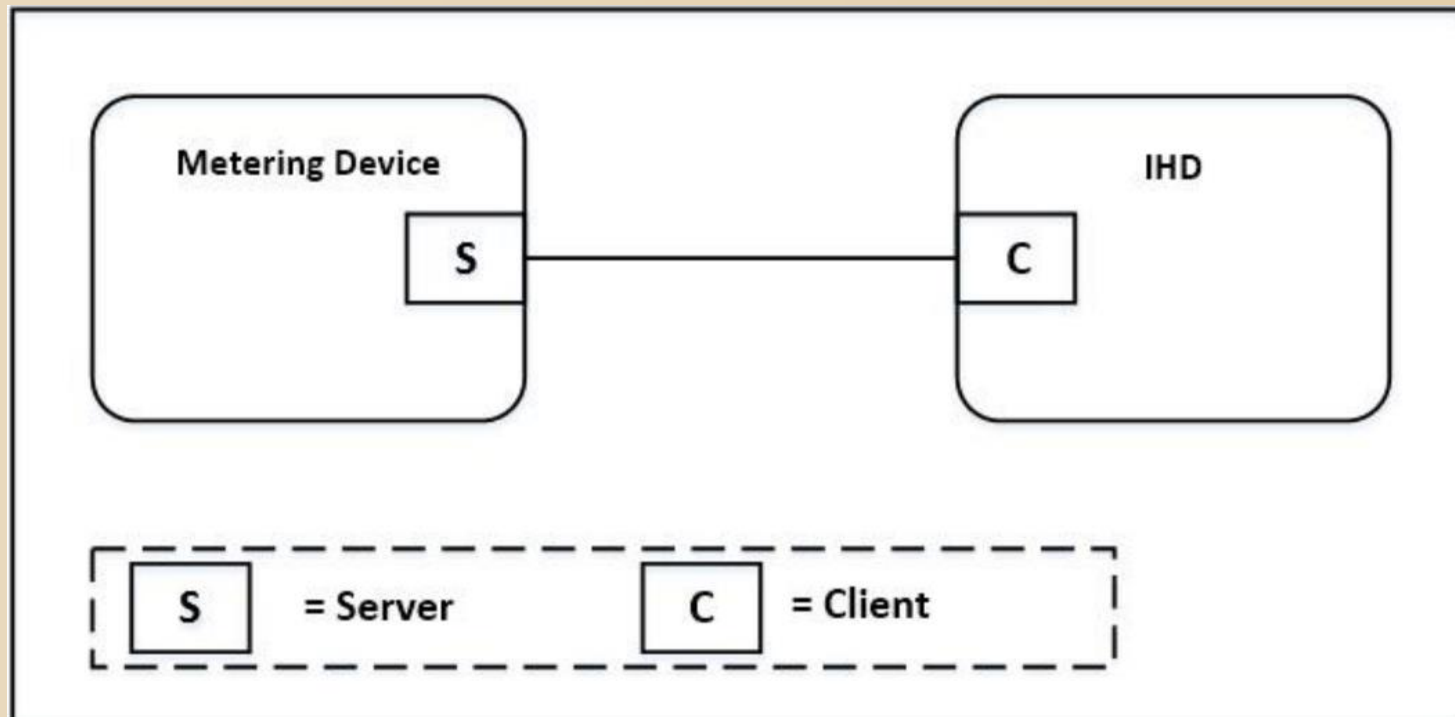 Metering Device
IHD
S
C
S = Server
C = Client